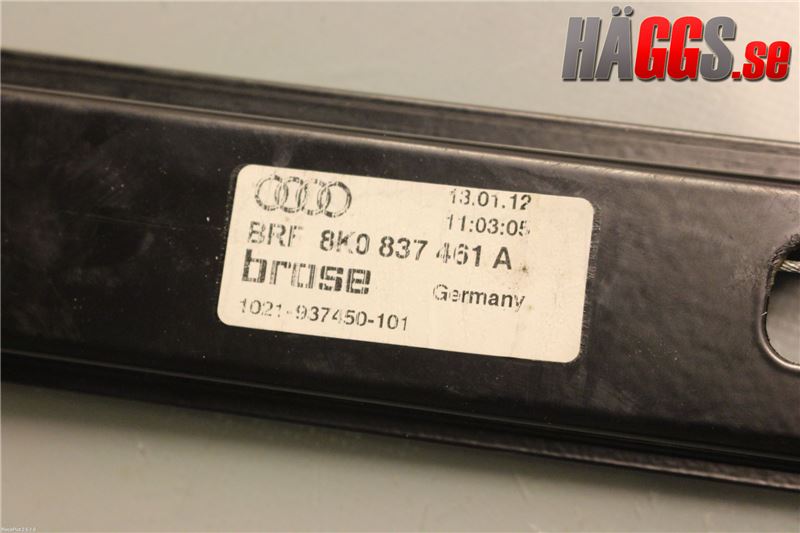 HÄGGS.se
13.01.12
11:03:05
BRF 8K0 837 461 A
brose
Germany
1021-937450-101